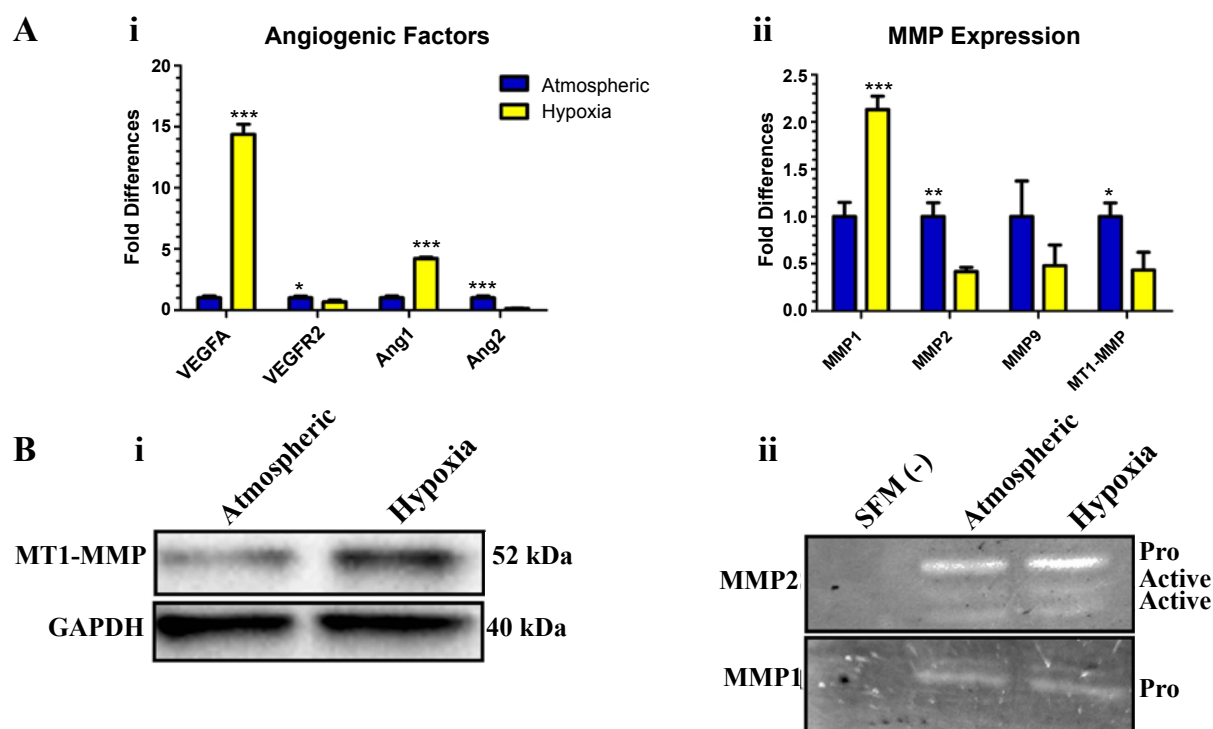 A
i
Angiogenic Factors
Fold Differences
20
15
10
5
0
***
*
***
***
VEGFA
VEGFR2
Ang1
Ang2
Atmospheric
Hypoxia
ii
MMP Expression
Fold Differences
2.5
2.0
1.5
1.0
0.5
0.0
***
**
*
MMP1
MMP2
MMP9
MT1-MMP
B
i
Atmospheric
Hypoxia
MT1-MMP
52 kDa
GAPDH
40 kDa
ii
SFM (-)
Atmospheric
Hypoxia
MMP2
Pro
Active
Active
MMP1
Pro